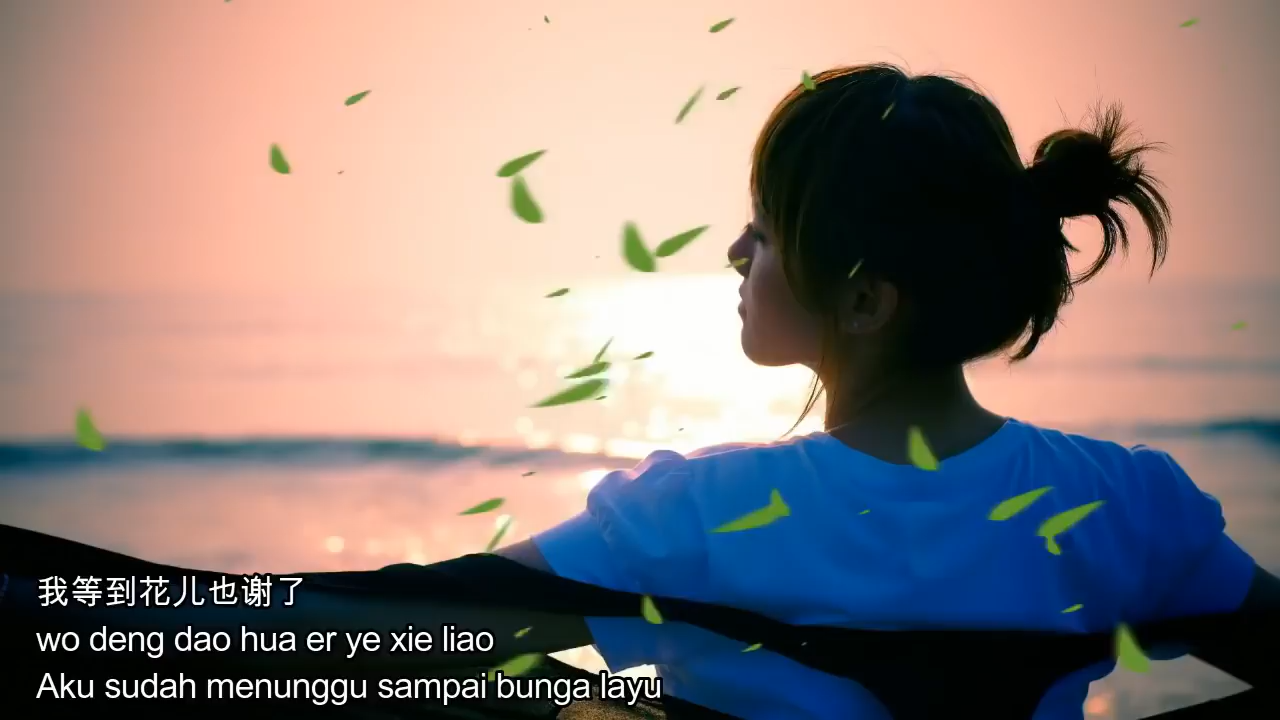 我等到花儿也谢了
wo deng dao hua er ye xie liao
Aku sudah menunggu sampai bunga layu